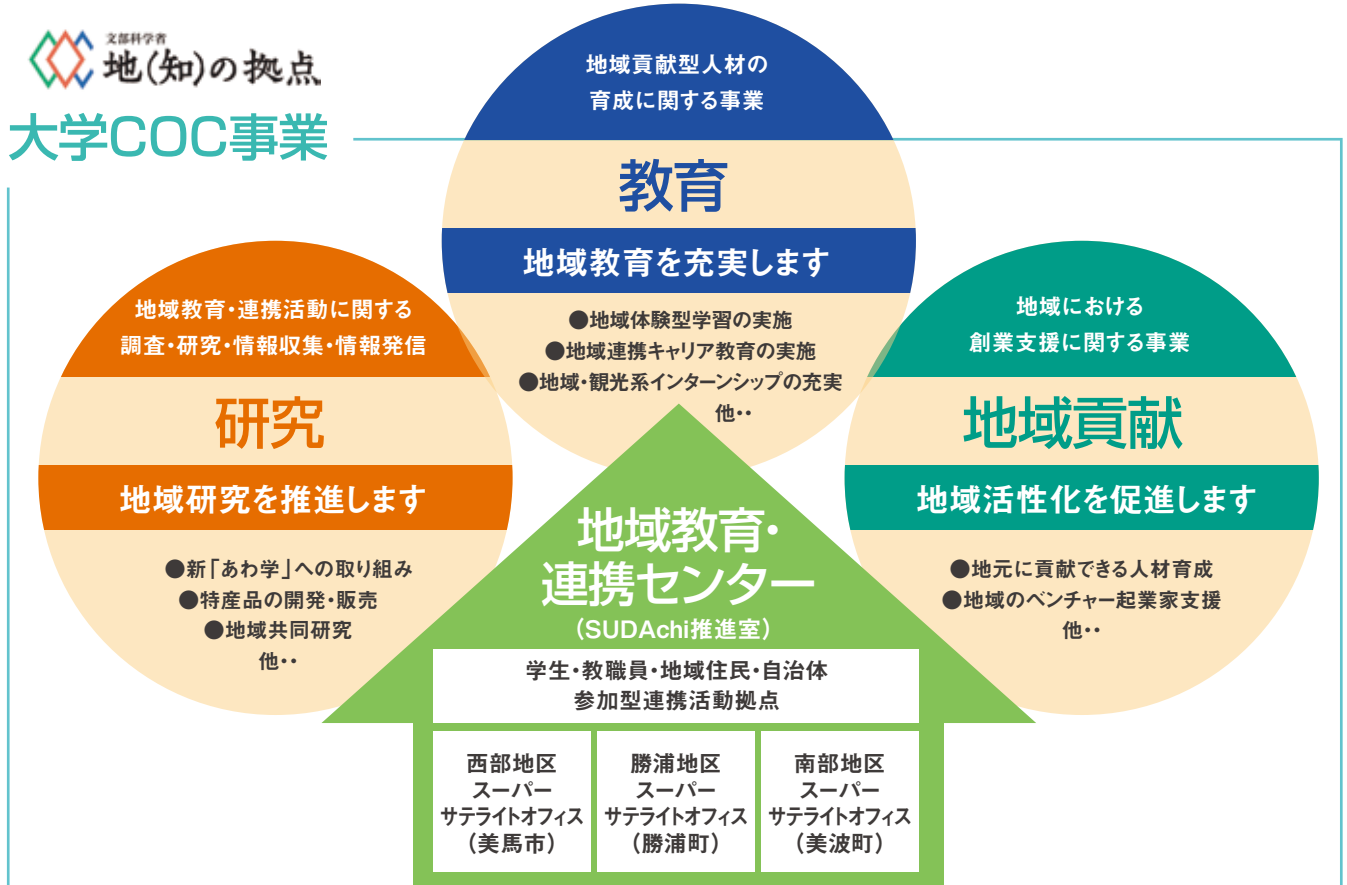 文部科学省
地(知)の拠点
大学COC事業
地域貢献型人材の
育成に関する事業
教育
地域教育を充実します
●地域体験型学習の実施
●地域連携キャリア教育の実施
●地域・観光系インターンシップの充実
他・・
地域教育・連携活動に関する
調査・研究・情報収集・情報発信
研究
地域研究を推進します
●新「あわ学」への取り組み
●特産品の開発・販売
●地域共同研究
他・・
地域における
創業支援に関する事業
地域貢献
地域活性化を促進します
●地元に貢献できる人材育成
●地域のベンチャー起業家支援
他・・
地域教育・
連携センター
（SUDAchi推進室）
学生・教職員・地域住民・自治体
参加型連携活動拠点
西部地区
スーパー
サテライトオフィス
（美馬市）
勝浦地区
スーパー
サテライトオフィス
（勝浦町）
南部地区
スーパー
サテライトオフィス
（美波町）